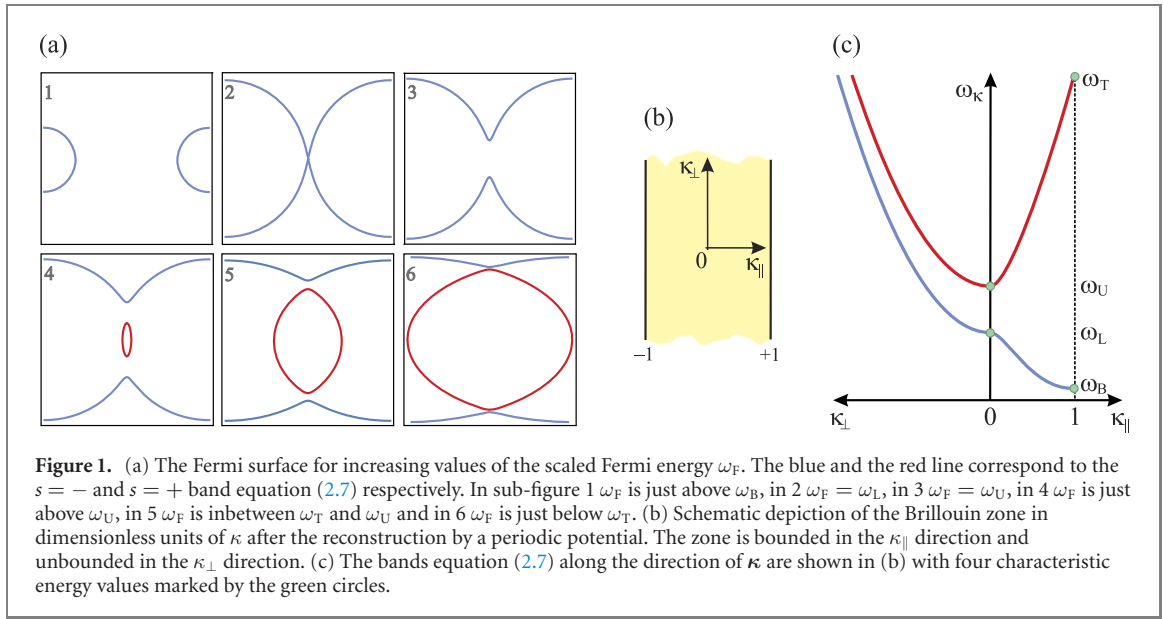 (a)
(c)
1
2
3
(b)
4
5
6
κ⊥
0
κ∥
−1
+1
ωκ
ωT
ωU
ωL
ωB
κ⊥
0
1
κ∥
Figure 1. (a) The Fermi surface for increasing values of the scaled Fermi energy ωF. The blue and the red line correspond to the
s = − and s = + band equation (2.7) respectively. In sub-figure 1 ωF is just above ωB, in 2 ωF = ωL, in 3 ωF = ωU, in 4 ωF is just
above ωU, in 5 ωF is inbetween ωT and ωU and in 6 ωF is just below ωT. (b) Schematic depiction of the Brillouin zone in
dimensionless units of κ after the reconstruction by a periodic potential. The zone is bounded in the κ∥ direction and
unbounded in the κ⊥ direction. (c) The bands equation (2.7) along the direction of κ are shown in (b) with four characteristic
energy values marked by the green circles.